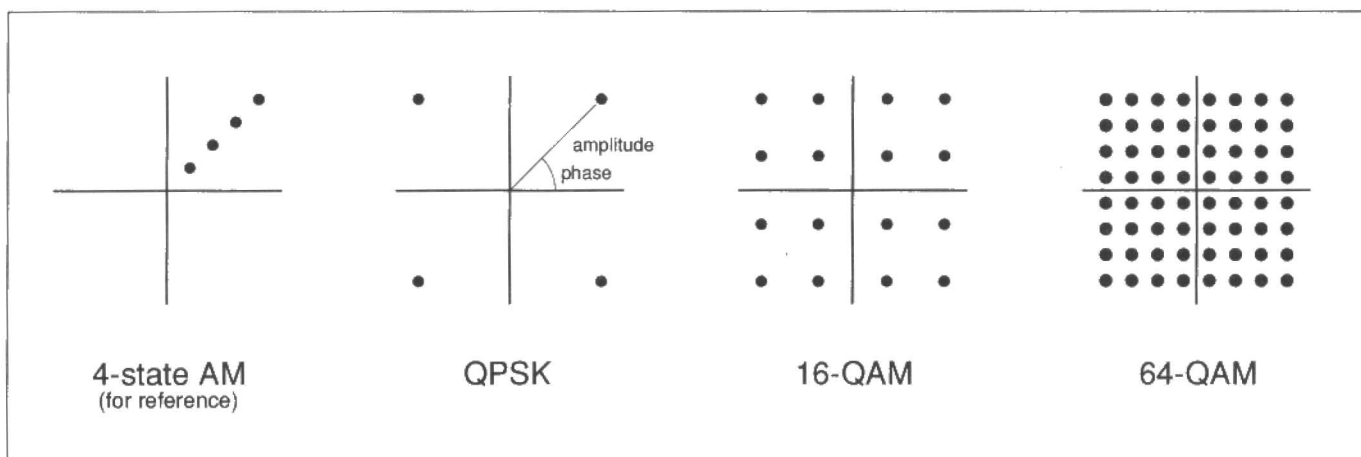 amplitude
phase
4-state AM
(for reference)
QPSK
16-QAM
64-QAM